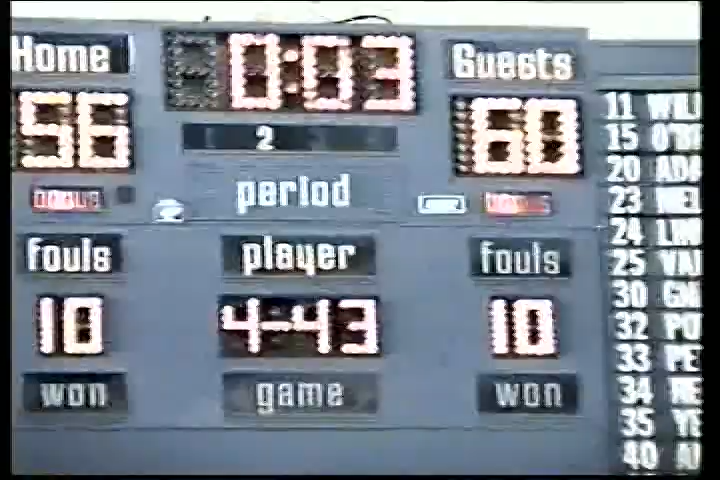 Home 0:03 Guests
56 2 60
period
fouls player fouls
10 4-43 10
won game won
11
15
20
23
24
25
30
32
33
34
35
40